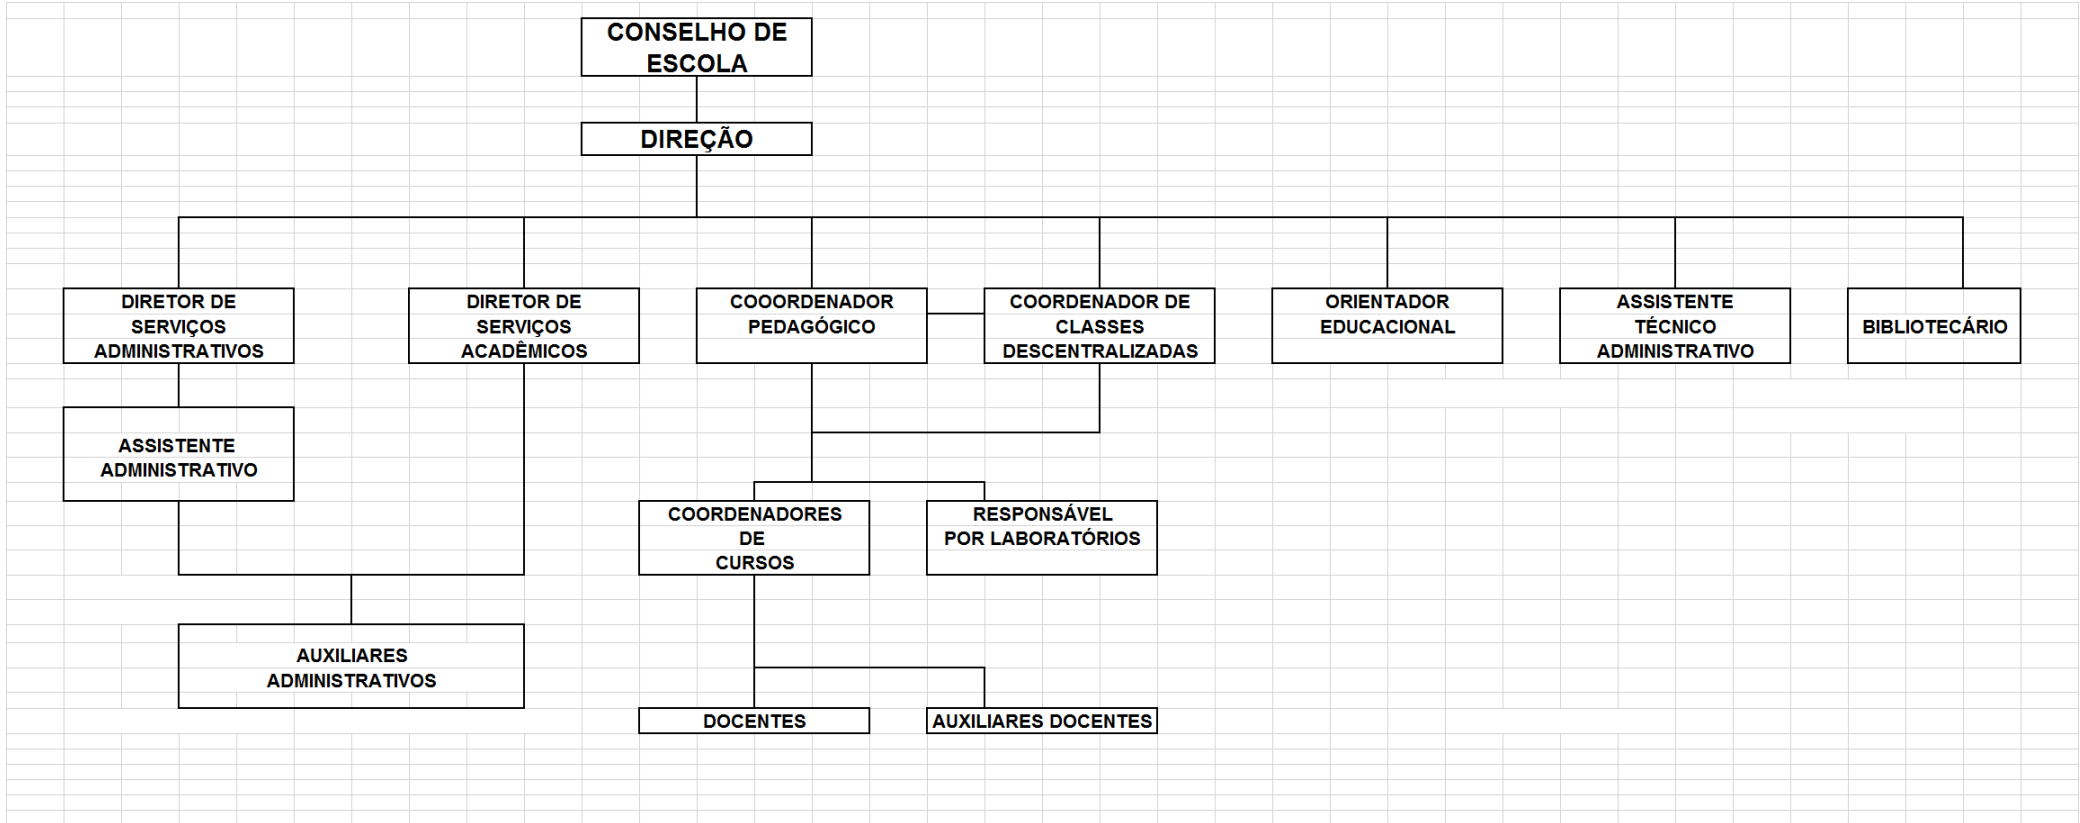 CONSELHO DE
ESCOLA
DIREÇÃO
DIRETOR DE
SERVIÇOS
ADMINISTRATIVOS
DIRETOR DE
SERVIÇOS
ACADÊMICOS
COOORDENADOR
PEDAGÓGICO
COORDENADOR DE
CLASSES
DESCENTRALIZADAS
ORIENTADOR
EDUCACIONAL
ASSISTENTE
TÉCNICO
ADMINISTRATIVO
BIBLIOTECÁRIO
ASSISTENTE
ADMINISTRATIVO
COORDENADORES
DE
CURSOS
RESPONSÁVEL
POR LABORATÓRIOS
AUXILIARES
ADMINISTRATIVOS
DOCENTES
AUXILIARES DOCENTES